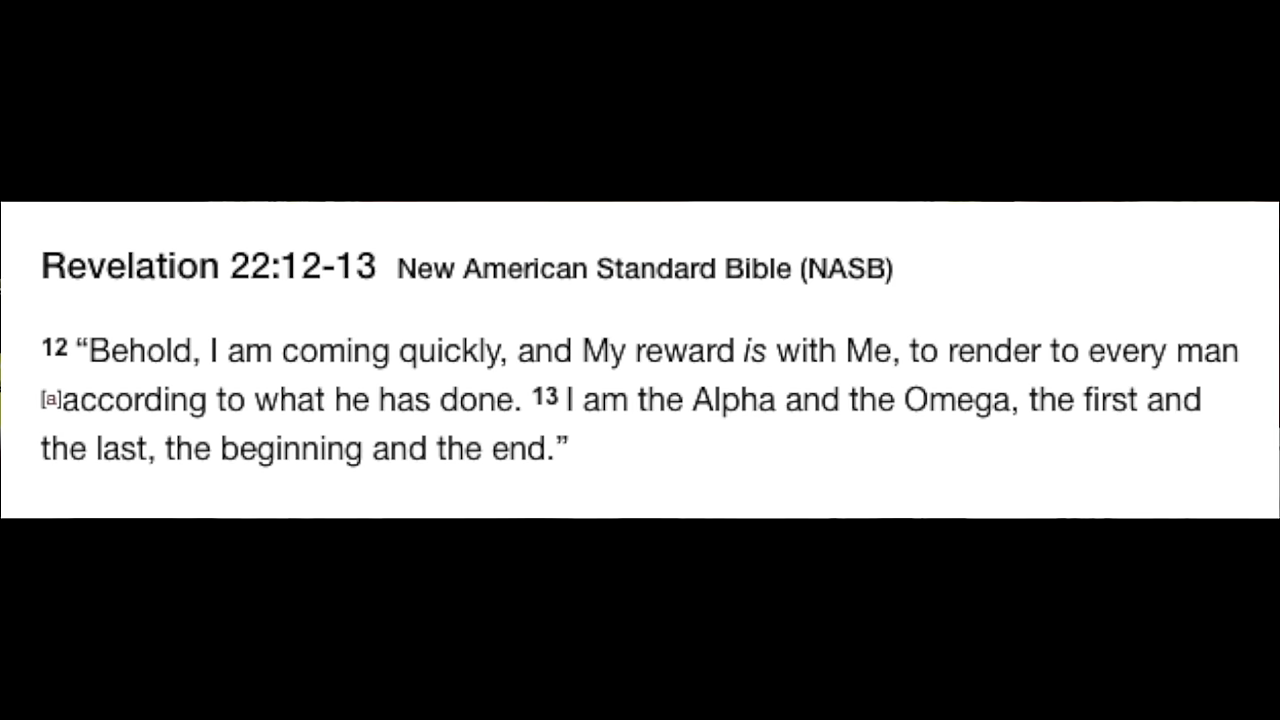 Revelation 22:12-13 New American Standard Bible (NASB)
12 “Behold, I am coming quickly, and My reward is with Me, to render to every man
[a]according to what he has done. 13 I am the Alpha and the Omega, the first and
the last, the beginning and the end.”